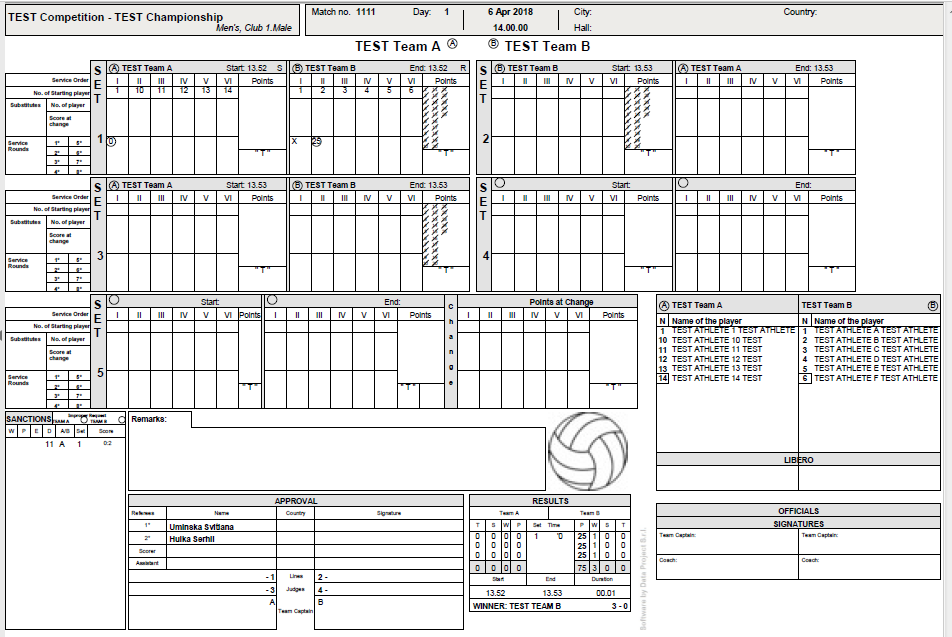 TEST Competition - TEST Championship
Men's, Club 1.Male
Match no. 1111 Day: 1 6 Apr 2018 City: Country:
14.00.00 Hall:
TEST Team A Ⓐ Ⓑ TEST Team B
SET 1
Ⓐ TEST Team A Start: 13.52 S Ⓑ TEST Team B End: 13.52 R
Service Order I II III IV V VI Points I II III IV V VI Points
No. of Starting player 1 10 11 12 13 14 1 2 3 4 5 6
Substitutes No. of player
Score at change
Service Rounds 1° 5° 0 X 25
2° 6° "T" "T"
3° 7°
4° 8°
SET 2
Ⓑ TEST Team B Start: 13.53 Ⓐ TEST Team A End: 13.53
I II III IV V VI Points I II III IV V VI Points
"T" "T"
SET 3
Ⓐ TEST Team A Start: 13.53 Ⓑ TEST Team B End: 13.53
Service Order I II III IV V VI Points I II III IV V VI Points
No. of Starting player
Substitutes No. of player
Score at change
Service Rounds 1° 5°
2° 6° "T" "T"
3° 7°
4° 8°
SET 4
Start: End:
I II III IV V VI Points I II III IV V VI Points
"T" "T"
SET 5
Start: End: Change Points at Change
Service Order I II III IV V VI Points I II III IV V VI Points I II III IV V VI Points
No. of Starting player
Substitutes No. of player
Score at change
Service Rounds 1° 5°
2° 6° "T" "T" "T"
3° 7°
4° 8°
Ⓐ TEST Team A TEST Team B Ⓑ
N Name of the player N Name of the player
1 TEST ATHLETE 1 TEST ATHLETE 1 TEST ATHLETE A TEST ATHLETE
10 TEST ATHLETE 10 TEST 2 TEST ATHLETE B TEST ATHLETE
11 TEST ATHLETE 11 TEST 3 TEST ATHLETE C TEST ATHLETE
12 TEST ATHLETE 12 TEST 4 TEST ATHLETE D TEST ATHLETE
13 TEST ATHLETE 13 TEST 5 TEST ATHLETE E TEST ATHLETE
14 TEST ATHLETE 14 TEST 6 TEST ATHLETE F TEST ATHLETE
LIBERO
OFFICIALS
SIGNATURES
Team Captain: Team Captain:
Coach: Coach:
SANCTIONS Improper Request
TEAM A TEAM B
W P E D A/B Set Score
11 A 1 0:2
Remarks:
APPROVAL
Referees Name Country Signature
1° Uminska Svitlana
2° Hulka Serhii
Scorer
Assistant
- 1 Lines 2 -
- 3 Judges 4 -
A Team Captain B
RESULTS
Team A Team B
T S W P Set Time P W S T
0 0 0 0 1 '0 25 1 0 0
0 0 0 0 25 1 0 0
0 0 0 0 25 1 0 0
0 0 0 0 75 3 0 0
Start End Duration
13.52 13.53 00.01
WINNER: TEST TEAM B 3 - 0
Software by Data Project S.r.l.